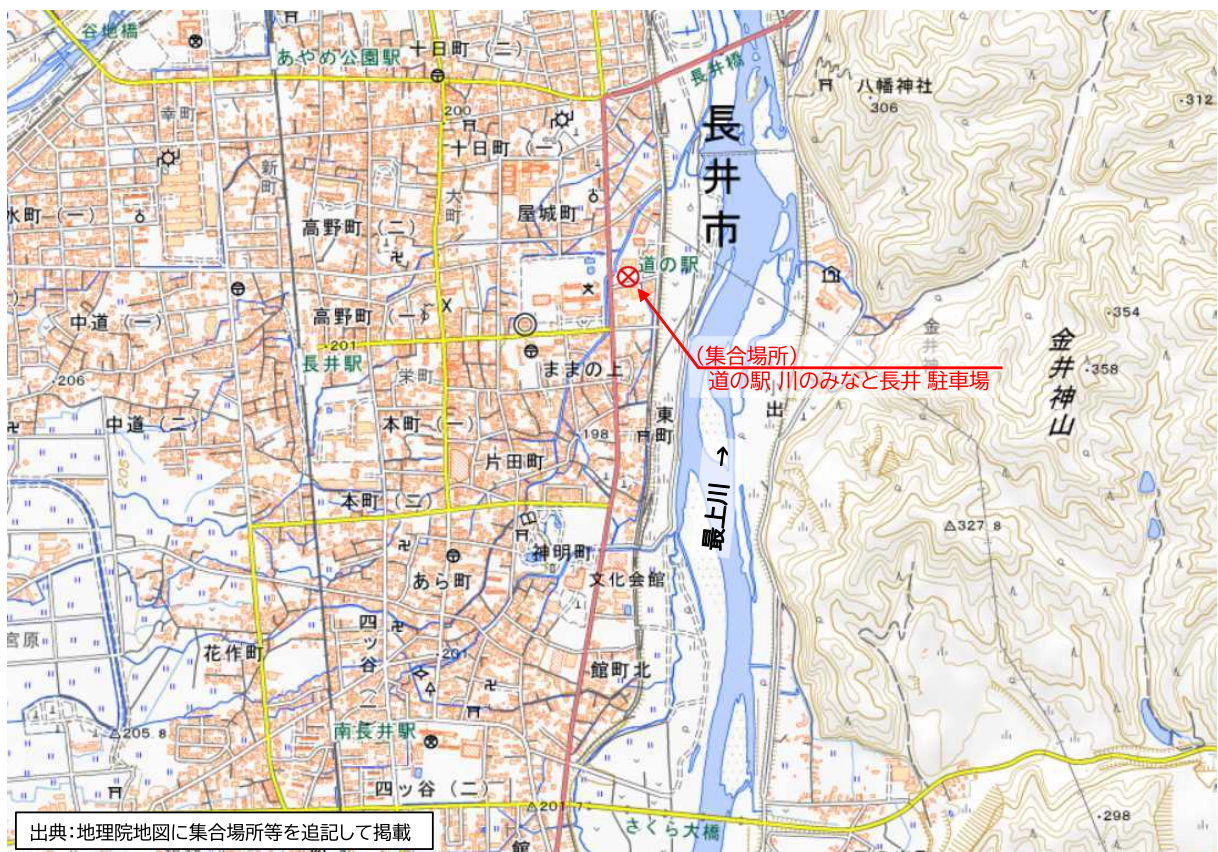 谷地橋
あやめ公園駅
十日町(二)
長井橋
八幡神社
306
312
幸町
200
長井市
十日町(一)
新町
大町
水町(一)
屋城町
高野町(二)
道の駅
中道(一)
高野町(一)
354
金井神
201
長井駅
ままの上
(集合場所)
道の駅 川のみなと長井 駐車場
金井神山
358
206
栄町
出
中道(二)
本町(一)
東町
198
片田町
205
最上川 →
本町(二)
327.8
神明町
あら町
文化会館
宮原
花作町
四ッ谷(一)
201
館町北
205.8
南長井駅
四ッ谷(二)
201.7
さくら大橋
298
館
出典:地理院地図に集合場所等を追記して掲載